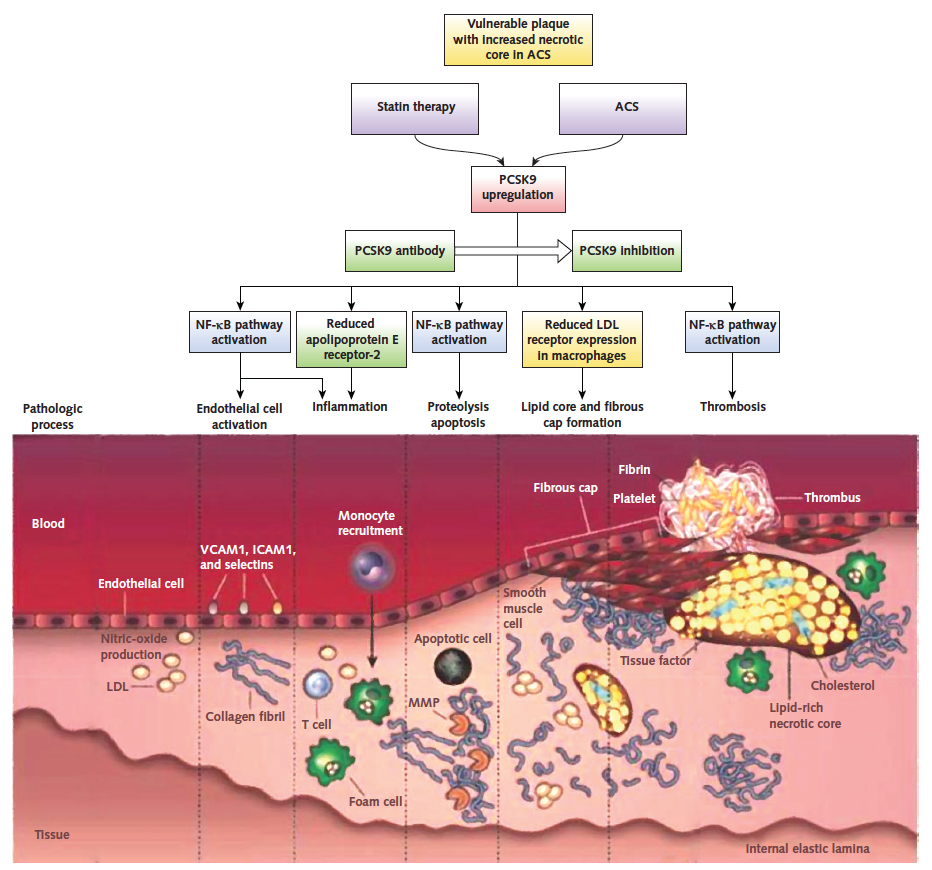 Vulnerable plaque
with increased necrotic
core in ACS
Statin therapy
ACS
PCSK9
upregulation
PCSK9 antibody
PCSK9 inhibition
NF-κB pathway
activation
Reduced
apolipoprotein E
receptor-2
NF-κB pathway
activation
Reduced LDL
receptor expression
in macrophages
NF-κB pathway
activation
Pathologic
process
Endothelial cell
activation
Inflammation
Proteolysis
apoptosis
Lipid core and fibrous
cap formation
Thrombosis
Blood
Endothelial cell
VCAM1, ICAM1,
and selectins
Monocyte
recruitment
Fibrous cap
Fibrin
Platelet
Thrombus
Nitric-oxide
production
LDL
Collagen fibril
T cell
Foam cell
Apoptotic cell
MMP
Smooth
muscle
cell
Tissue factor
Cholesterol
Lipid-rich
necrotic core
Tissue
Internal elastic lamina